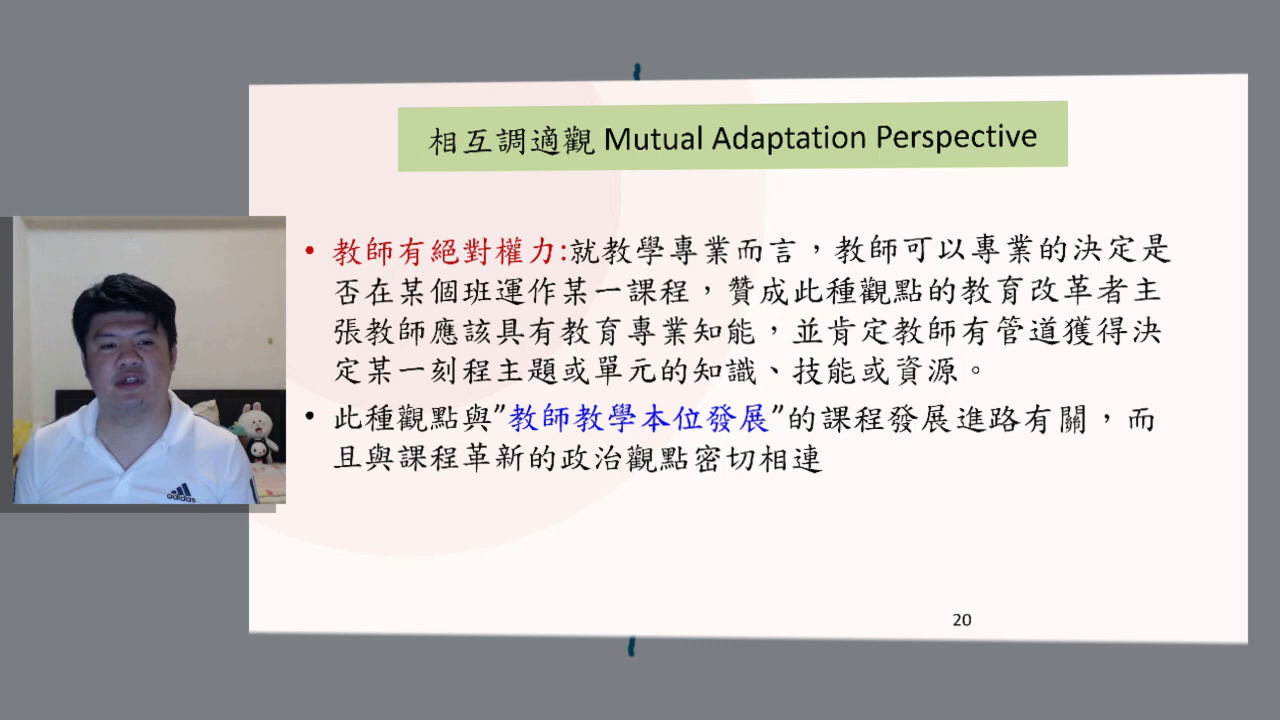 相互調適觀 Mutual Adaptation Perspective
• 教師有絕對權力:就教學專業而言，教師可以專業的決定是
否在某個班運作某一課程，贊成此種觀點的教育改革者主
張教師應該具有教育專業知能，並肯定教師有管道獲得決
定某一刻程主題或單元的知識、技能或資源。
• 此種觀點與”教師教學本位發展”的課程發展進路有關，而
且與課程革新的政治觀點密切相連
adidas
20